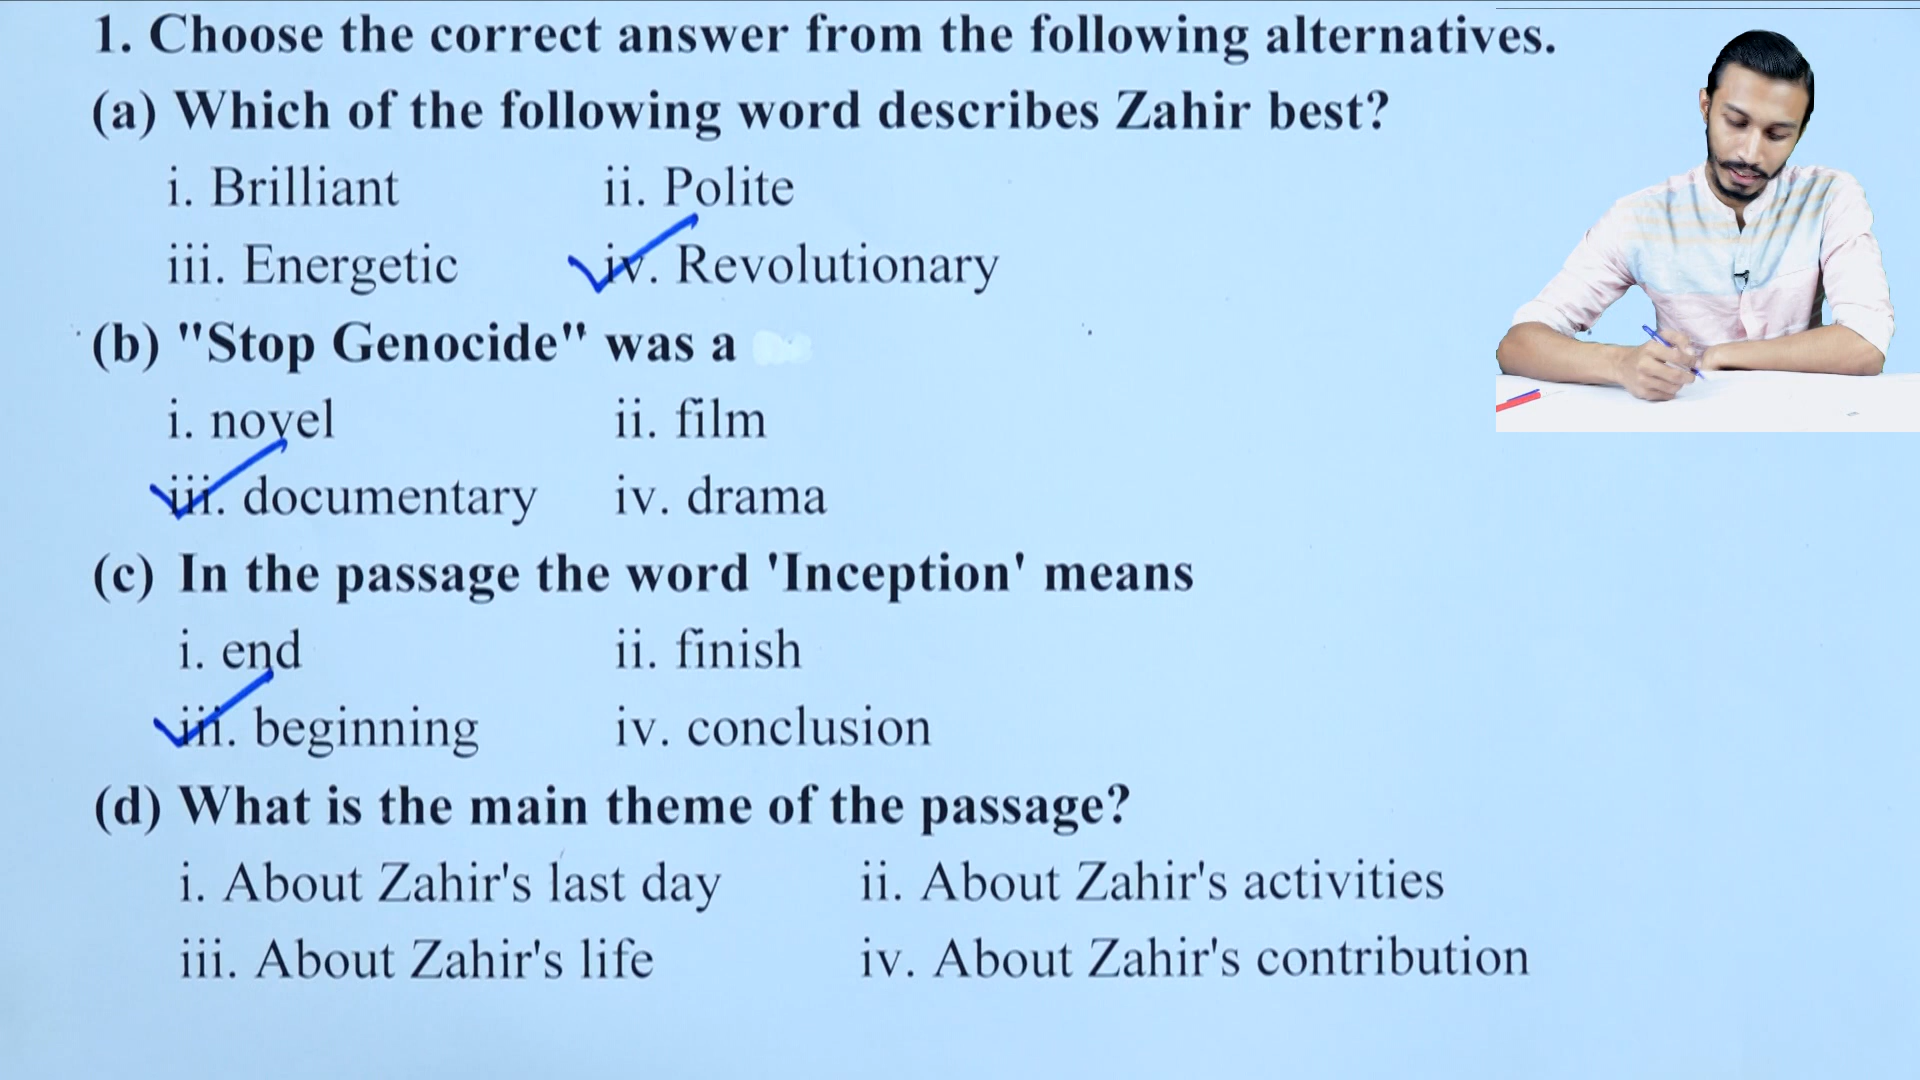 1. Choose the correct answer from the following alternatives.
(a) Which of the following word describes Zahir best?
i. Brilliant ii. Polite
iii. Energetic iv. Revolutionary
(b) "Stop Genocide" was a
i. novel ii. film
iii. documentary iv. drama
(c) In the passage the word 'Inception' means
i. end ii. finish
iii. beginning iv. conclusion
(d) What is the main theme of the passage?
i. About Zahir's last day ii. About Zahir's activities
iii. About Zahir's life iv. About Zahir's contribution